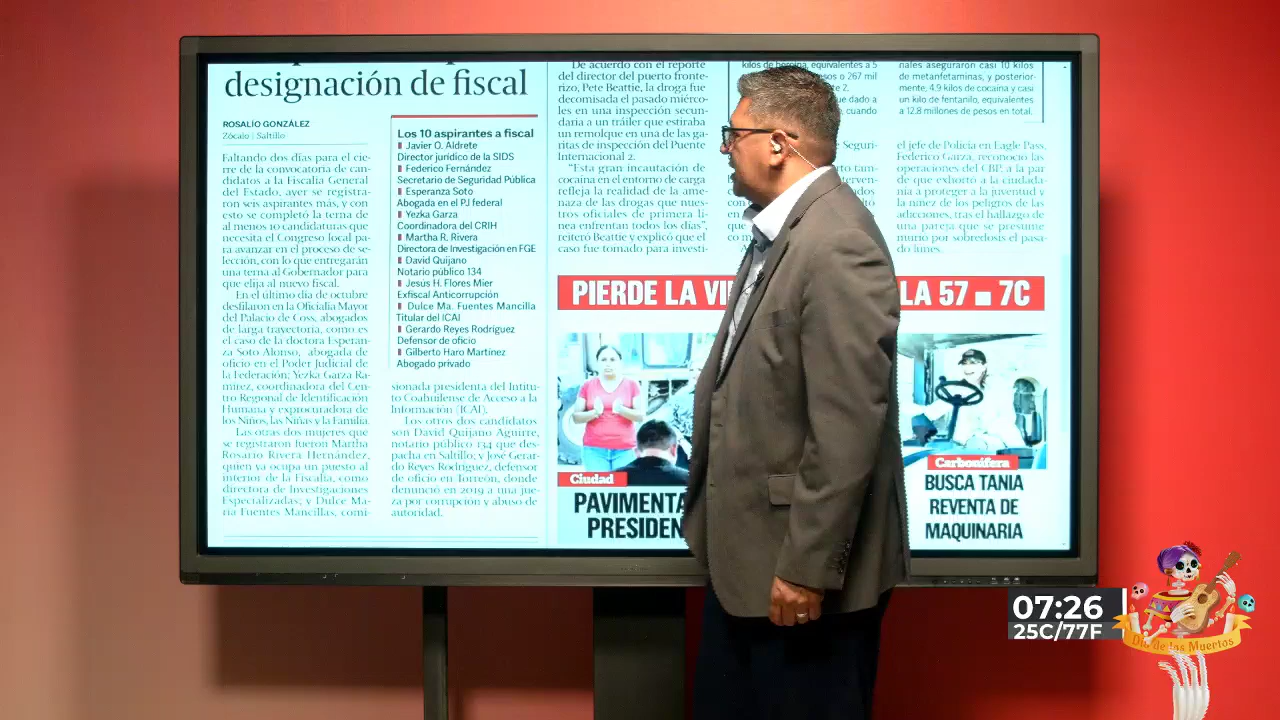 designación de fiscal
ROSALÍO GONZÁLEZ
Zócalo | Saltillo
Faltando dos días para el cie-
rre de la convocatoria de can-
didatos a la Fiscalía General
del Estado, ayer se registra-
ron seis aspirantes más, y con
esto se completó la terna de
al menos 10 candidaturas que
necesita el Congreso local pa-
ra avanzar en el proceso de se-
lección, con lo que entregarán
una terna al Gobernador para
que elija al nuevo fiscal.
En el último día de octubre
desfilaron en la Oficialía Mayor
del Palacio de Coss, abogados
de larga trayectoria, como es
el caso de la doctora Esperan-
za Soto Alonso, abogada de
oficio en el Poder Judicial de
la Federación; Yezka Garza Ra-
mírez, coordinadora del Cen-
tro Regional de Identificación
Humana y exprocuradora de
los Niños, las Niñas y la Familia.
Las otras dos mujeres que
se registraron fueron Martha
Rosario Rivera Hernández,
quien ya ocupa un puesto al
interior de la Fiscalía, como
directora de Investigaciones
Especializadas; y Dulce Ma-
ría Fuentes Mancillas, comi-
Los 10 aspirantes a fiscal
Javier O. Aldrete
Director jurídico de la SIDS
Federico Fernández
Secretario de Seguridad Pública
Esperanza Soto
Abogada en el PJ federal
Yezka Garza
Coordinadora del CRIH
Martha R. Rivera
Directora de Investigación en FGE
David Quijano
Notario público 134
Jesús H. Flores Mier
Exfiscal Anticorrupción
Dulce Ma. Fuentes Mancilla
Titular del ICAI
Gerardo Reyes Rodríguez
Defensor de oficio
Gilberto Haro Martínez
Abogado privado
sionada presidenta del Intituto
Coahuilense de Acceso a la
Información (ICAI).
Los otros dos candidatos
son David Quijano Aguirre,
notario público 134 que des-
pacha en Saltillo; y José Gerar-
do Reyes Rodríguez, defensor
de oficio en Torreón, donde
denunció en 2019 a una jue-
za por corrupción y abuso de
autoridad.
De acuerdo con el reporte
del director del puerto fronte-
rizo, Pete Beattie, la droga fue
decomisada el pasado miérco-
les en una inspección secun-
daria a un tráiler que estiraba
un remolque en una de las ga-
ritas de inspección del Puente
Internacional 2.
"Esta gran incautación de
cocaína en el entorno de carga
refleja la realidad de la ame-
naza de las drogas que nues-
tros oficiales de primera lí-
nea enfrentan todos los días",
reiteró Beattie y explicó que el
caso fue tomado para investi-
kilos de heroína, equivalentes a 5
os o 267 mil
e 2.
ue dado a
, cuando
nales aseguraron casi 10 kilos
de metanfetaminas, y posterior-
mente, 4.9 kilos de cocaína y casi
un kilo de fentanilo, equivalentes
a 12.8 millones de pesos en total.
el jefe de Policía en Eagle Pass,
Federico Garza, reconoció las
operaciones del CBP, a la par
de que exhortó a la ciudada-
nía a proteger a la juventud y
la niñez de los peligros de las
adicciones, tras el hallazgo de
una pareja que se presume
murió por sobredosis el pasa-
do lunes.
PIERDE LA VI LA 57 ■ 7C
Ciudad
PAVIMENTA
PRESIDEN
Carbonífera
BUSCA TANIA
REVENTA DE
MAQUINARIA
07:26
25C/77F
Día de los Muertos